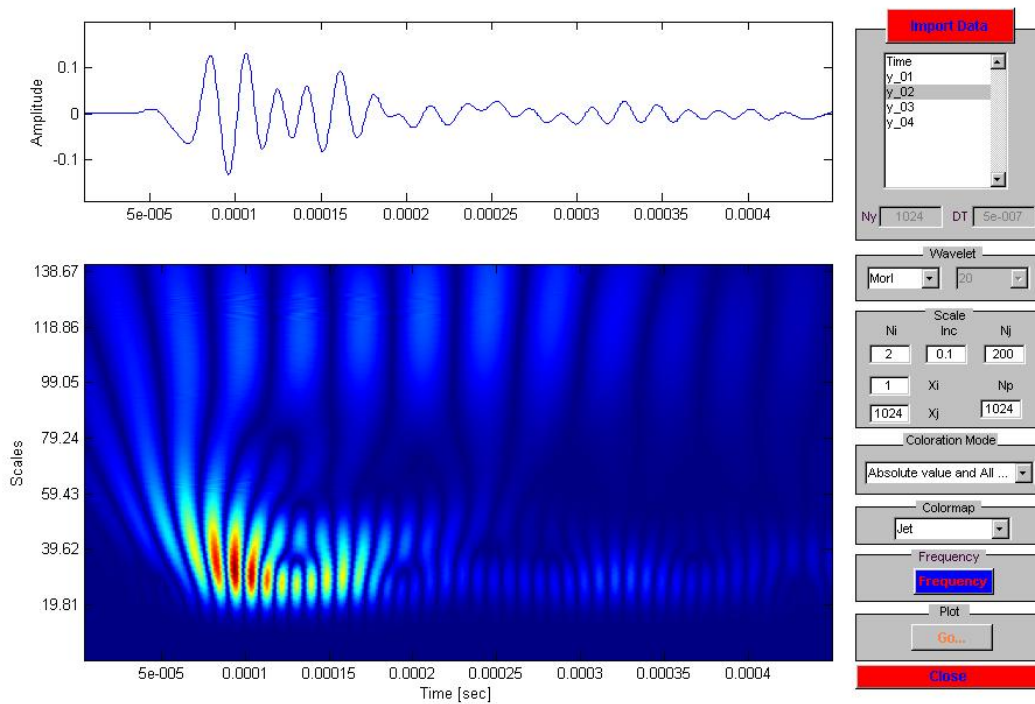 Amplitude
0.1
0
-0.1
5e-005 0.0001 0.00015 0.0002 0.00025 0.0003 0.00035 0.0004
Scales
138.67
118.86
99.05
79.24
59.43
39.62
19.81
5e-005 0.0001 0.00015 0.0002 0.00025 0.0003 0.00035 0.0004
Time [sec]
Import Data
Time
y_01
y_02
y_03
y_04
Ny 1024 DT 5e-007
Wavelet
Morl 20
Scale
Ni Inc Nj
2 0.1 200
1 Xi Np
1024 Xj 1024
Coloration Mode
Absolute value and All ...
Colormap
Jet
Frequency
Frequency
Plot
Go...
Close